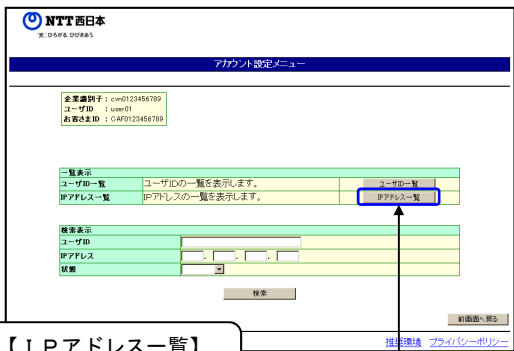 NTT西日本
光、ひろがる、ひびきあう。
アカウント設定メニュー
企業識別子：cvn0123456789
ユーザID ：user01
お客さまID ：CAF0123456789
一覧表示
ユーザID一覧 ユーザIDの一覧を表示します。 ユーザID一覧
IPアドレス一覧 IPアドレスの一覧を表示します。 IPアドレス一覧
検索表示
ユーザID
IPアドレス . . .
状態
検索
前画面へ戻る
【ＩＰアドレス一覧】
推奨環境 プライバシーポリシー